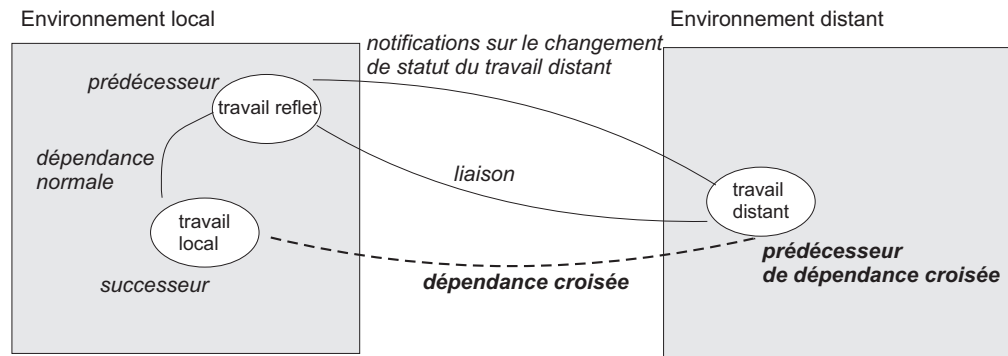 Environnement local
Environnement distant
notifications sur le changement
de statut du travail distant
prédécesseur
travail reflet
dépendance
normale
liaison
travail
distant
travail
local
prédécesseur
de dépendance croisée
dépendance croisée
successeur